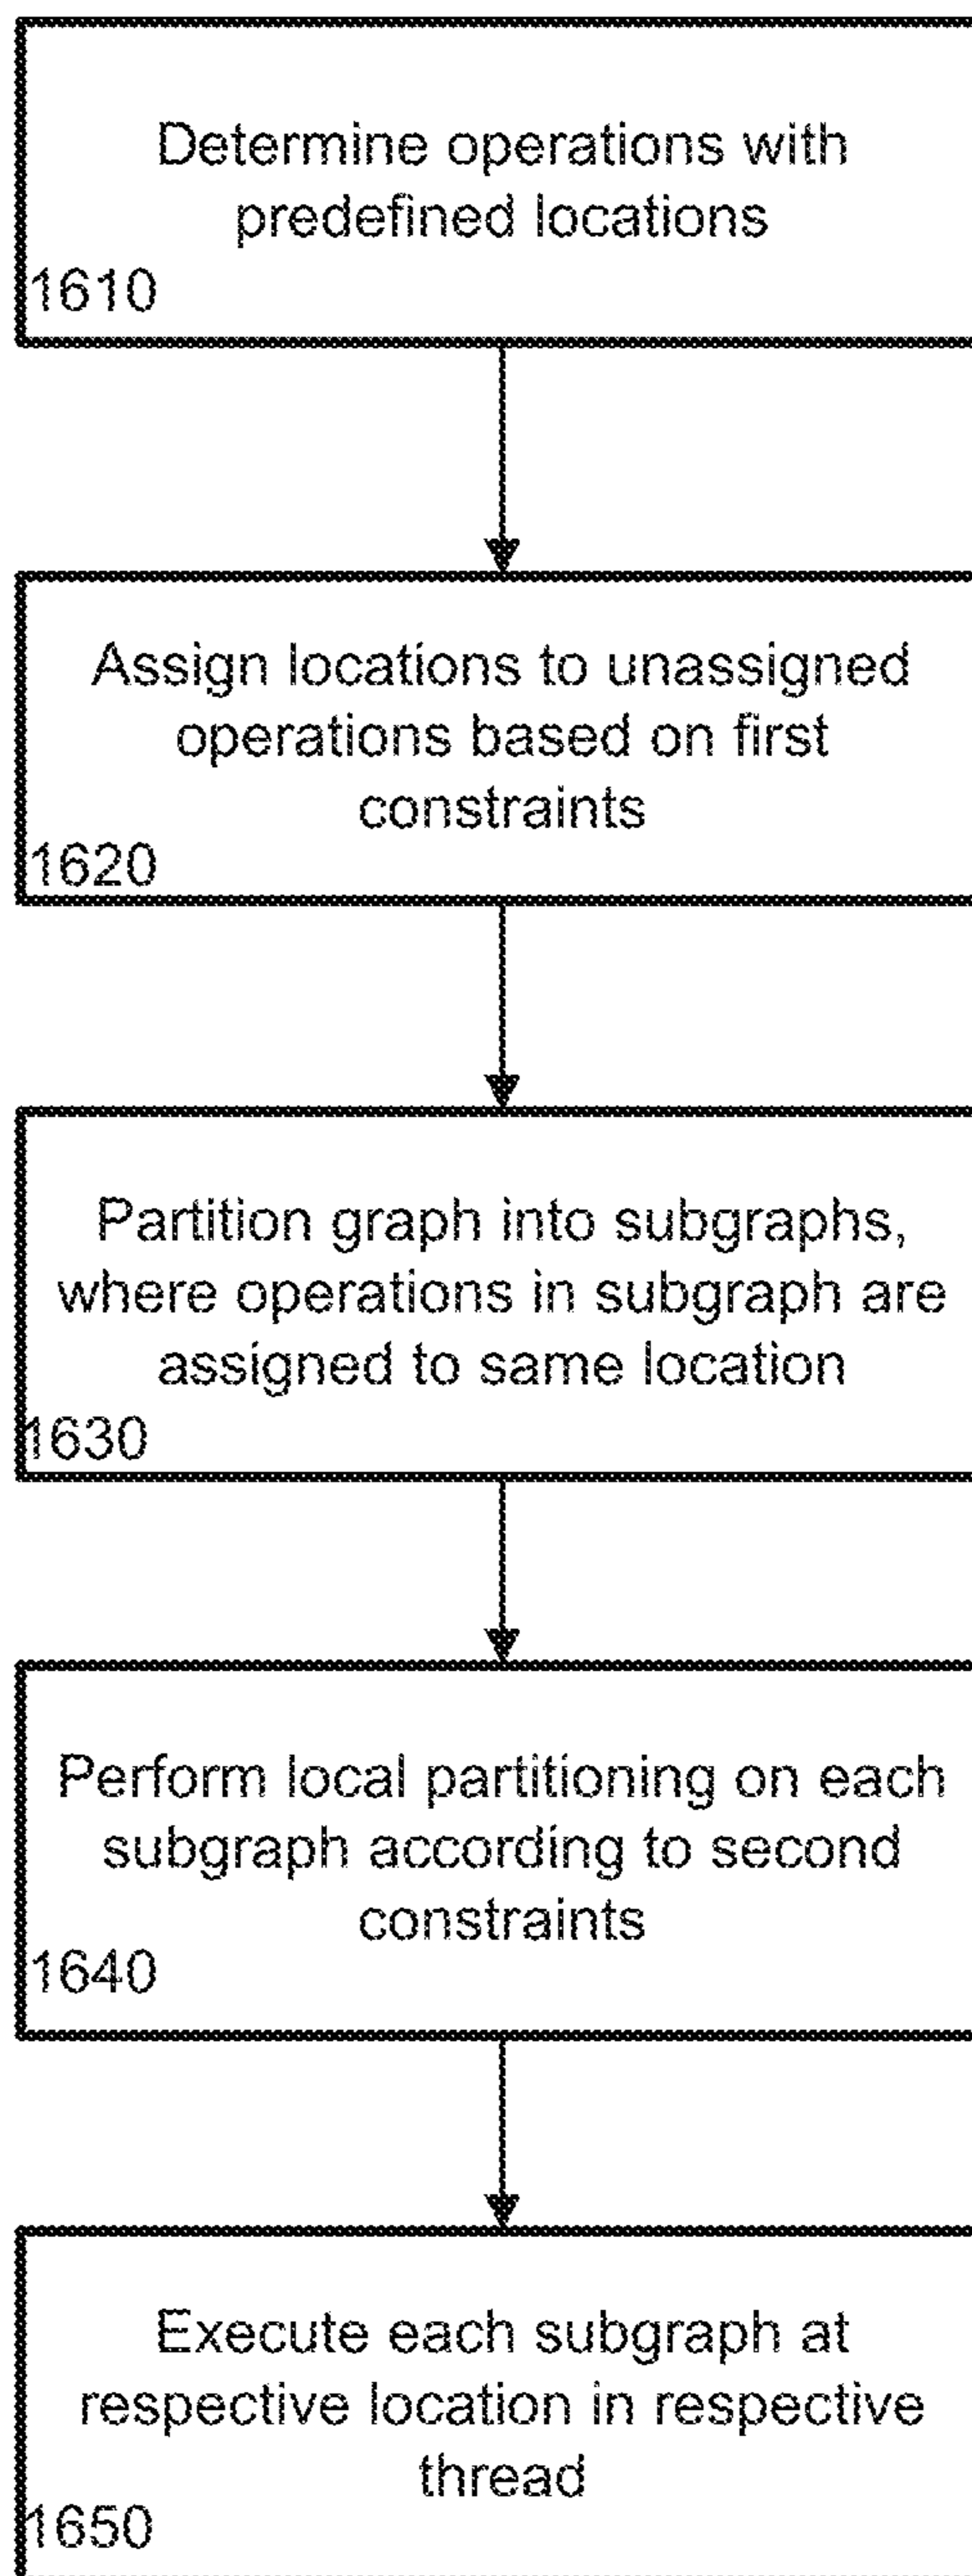 Determine operations with
predefined locations
1610
Assign locations to unassigned
operations based on first
constraints
1620
Partition graph into subgraphs,
where operations in subgraph are
assigned to same location
1630
Perform local partitioning on each
subgraph according to second
constraints
1640
Execute each subgraph at
respective location in respective
thread
1650